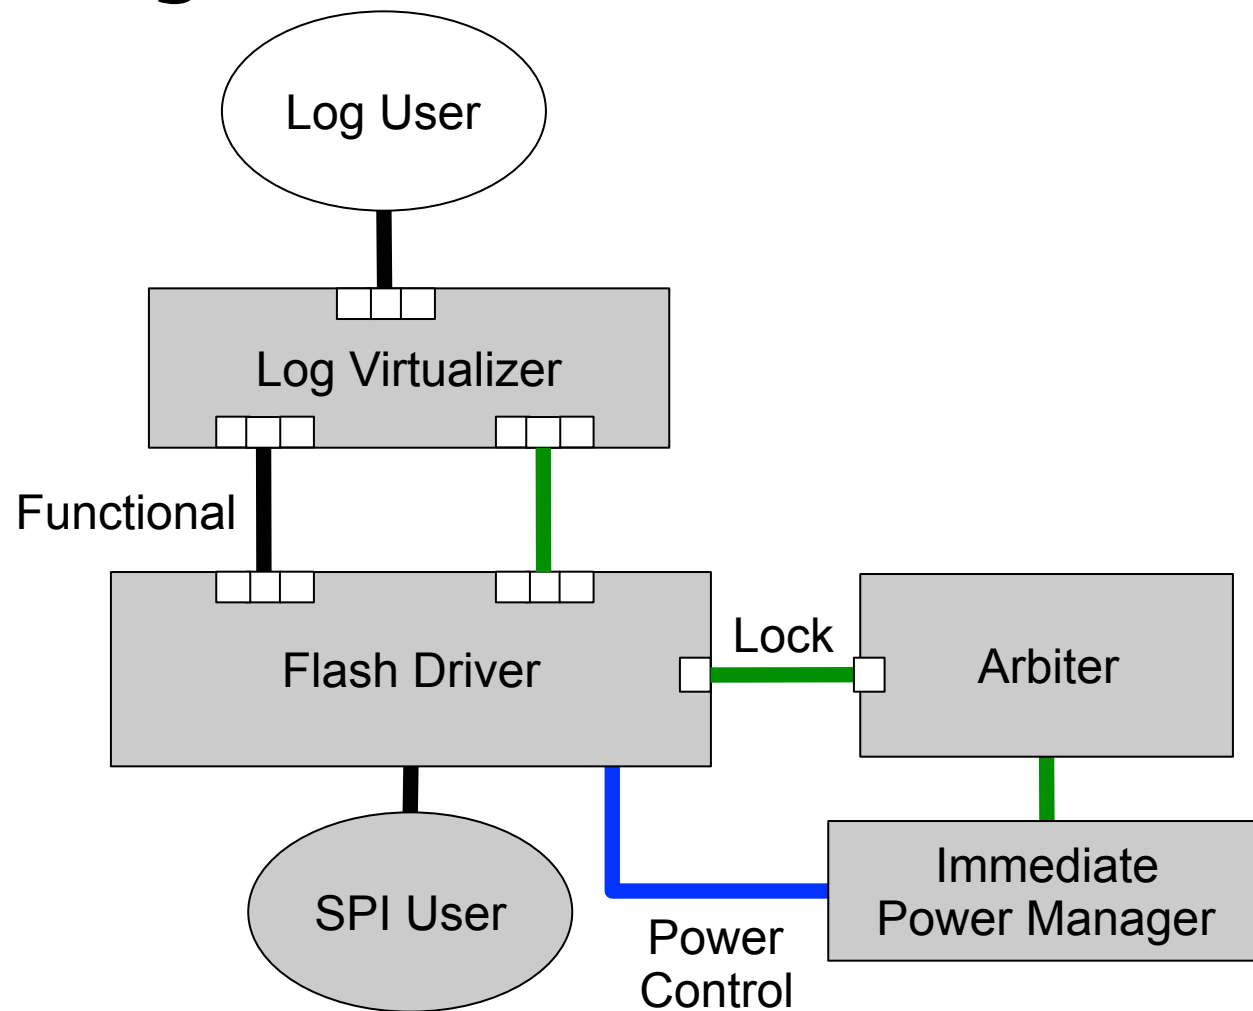 Log User
Log Virtualizer
Functional
Lock
Flash Driver
Arbiter
Immediate
Power Manager
SPI User
Power
Control